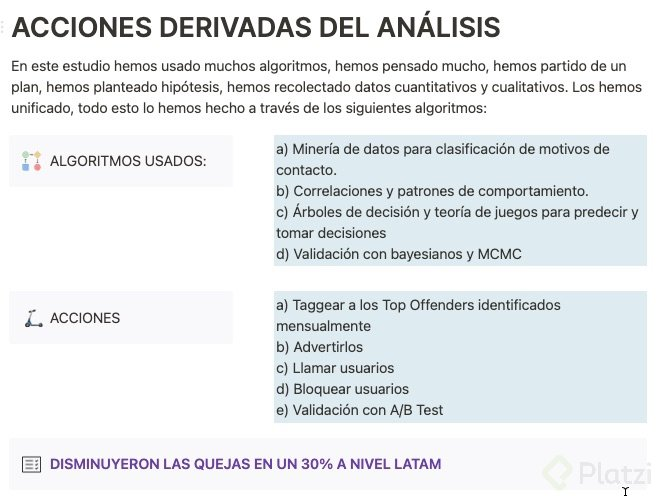 ACCIONES DERIVADAS DEL ANÁLISIS
En este estudio hemos usado muchos algoritmos, hemos pensado mucho, hemos partido de un
plan, hemos planteado hipótesis, hemos recolectado datos cuantitativos y cualitativos. Los hemos
unificado, todo esto lo hemos hecho a través de los siguientes algoritmos:
ALGORITMOS USADOS:
a) Minería de datos para clasificación de motivos de
contacto.
b) Correlaciones y patrones de comportamiento.
c) Árboles de decisión y teoría de juegos para predecir y
tomar decisiones
d) Validación con bayesianos y MCMC
ACCIONES
a) Taggear a los Top Offenders identificados
mensualmente
b) Advertirlos
c) Llamar usuarios
d) Bloquear usuarios
e) Validación con A/B Test
DISMINUYERON LAS QUEJAS EN UN 30% A NIVEL LATAM
Platzi